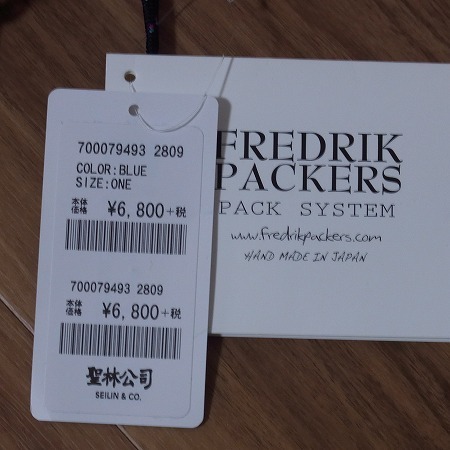 700079493 2809
COLOR:BLUE
SIZE:ONE
本体価格 ¥6,800+税
700079493 2809
本体価格 ¥6,800+税
聖林公司
SEILIN & CO.
FREDRIK
PACKERS
PACK SYSTEM
www.fredrikpackers.com
HAND MADE IN JAPAN